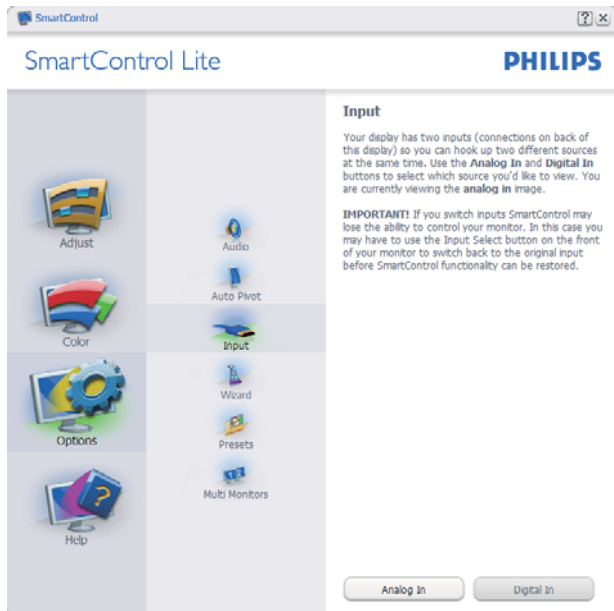 SmartControl
SmartControl Lite
PHILIPS
Adjust
Color
Options
Help
Audio
Auto Pivot
Input
Wizard
Presets
Multi Monitors
Input
Your display has two inputs (connections on back of
this display) so you can hook up two different sources
at the same time. Use the Analog In and Digital In
buttons to select which source you'd like to view. You
are currently viewing the analog in image.
IMPORTANT! If you switch inputs SmartControl may
lose the ability to control your monitor. In this case you
may have to use the Input Select button on the front
of your monitor to switch back to the original input
before SmartControl functionality can be restored.
Analog In
Digital In